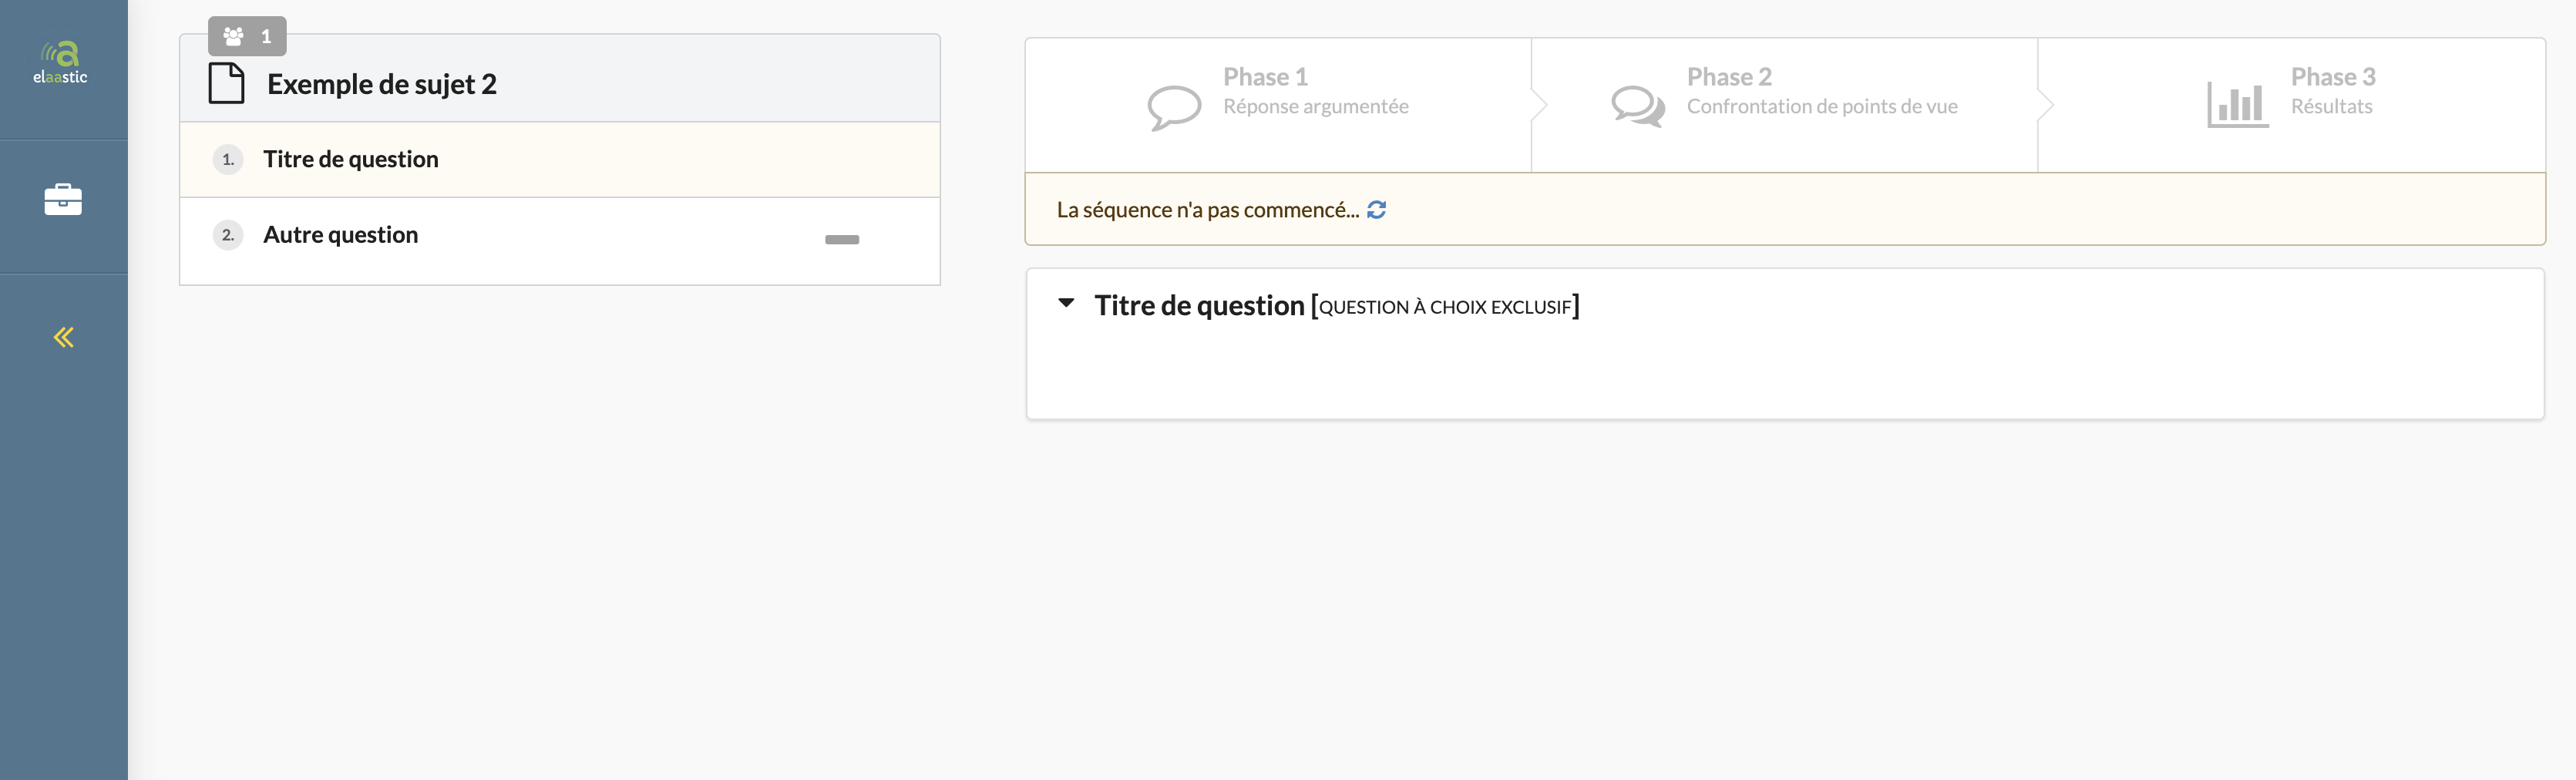 elaastic
1
Exemple de sujet 2
1. Titre de question
2. Autre question
Phase 1
Réponse argumentée
Phase 2
Confrontation de points de vue
Phase 3
Résultats
La séquence n'a pas commencé...
Titre de question [QUESTION À CHOIX EXCLUSIF]